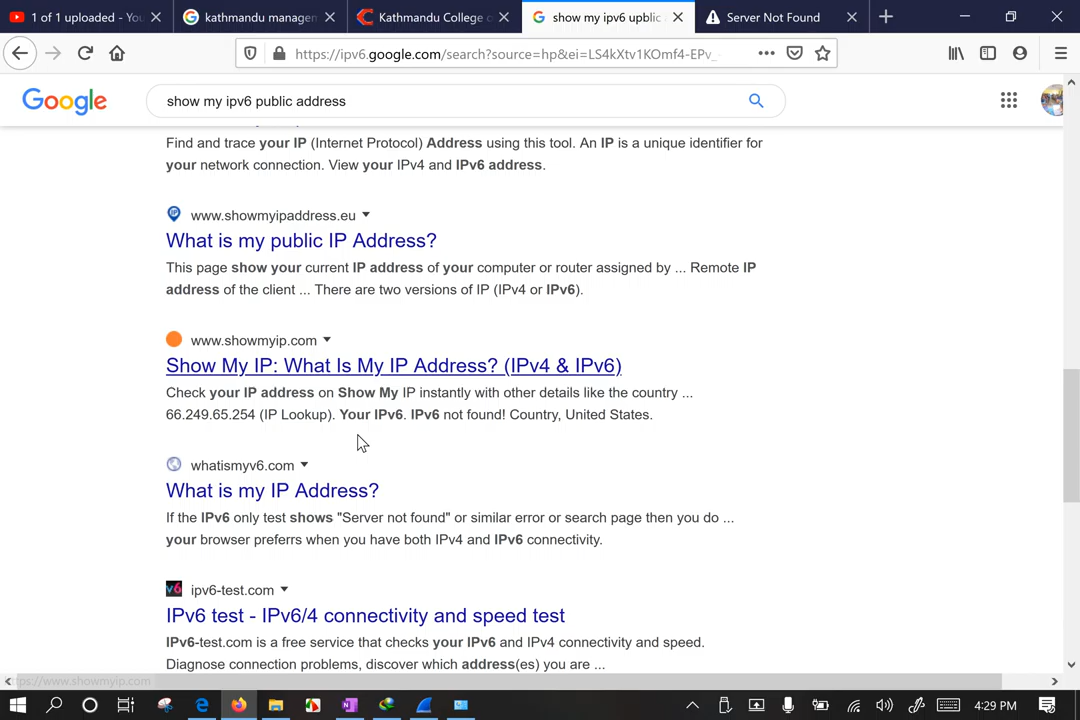 1 of 1 uploaded - You
kathmandu managem
Kathmandu College o
show my ipv6 upblic a
Server Not Found
https://ipv6.google.com/search?source=hp&ei=LS4kXtv1KOmf4-EPv_
Google
show my ipv6 public address
Find and trace your IP (Internet Protocol) Address using this tool. An IP is a unique identifier for
your network connection. View your IPv4 and IPv6 address.
www.showmyipaddress.eu
What is my public IP Address?
This page show your current IP address of your computer or router assigned by ... Remote IP
address of the client ... There are two versions of IP (IPv4 or IPv6).
www.showmyip.com
Show My IP: What Is My IP Address? (IPv4 & IPv6)
Check your IP address on Show My IP instantly with other details like the country ...
66.249.65.254 (IP Lookup). Your IPv6. IPv6 not found! Country, United States.
whatismyv6.com
What is my IP Address?
If the IPv6 only test shows "Server not found" or similar error or search page then you do ...
your browser preferrs when you have both IPv4 and IPv6 connectivity.
v6
ipv6-test.com
IPv6 test - IPv6/4 connectivity and speed test
IPv6-test.com is a free service that checks your IPv6 and IPv4 connectivity and speed.
Diagnose connection problems, discover which address(es) you are ...
https://www.showmyip.com
4:29 PM